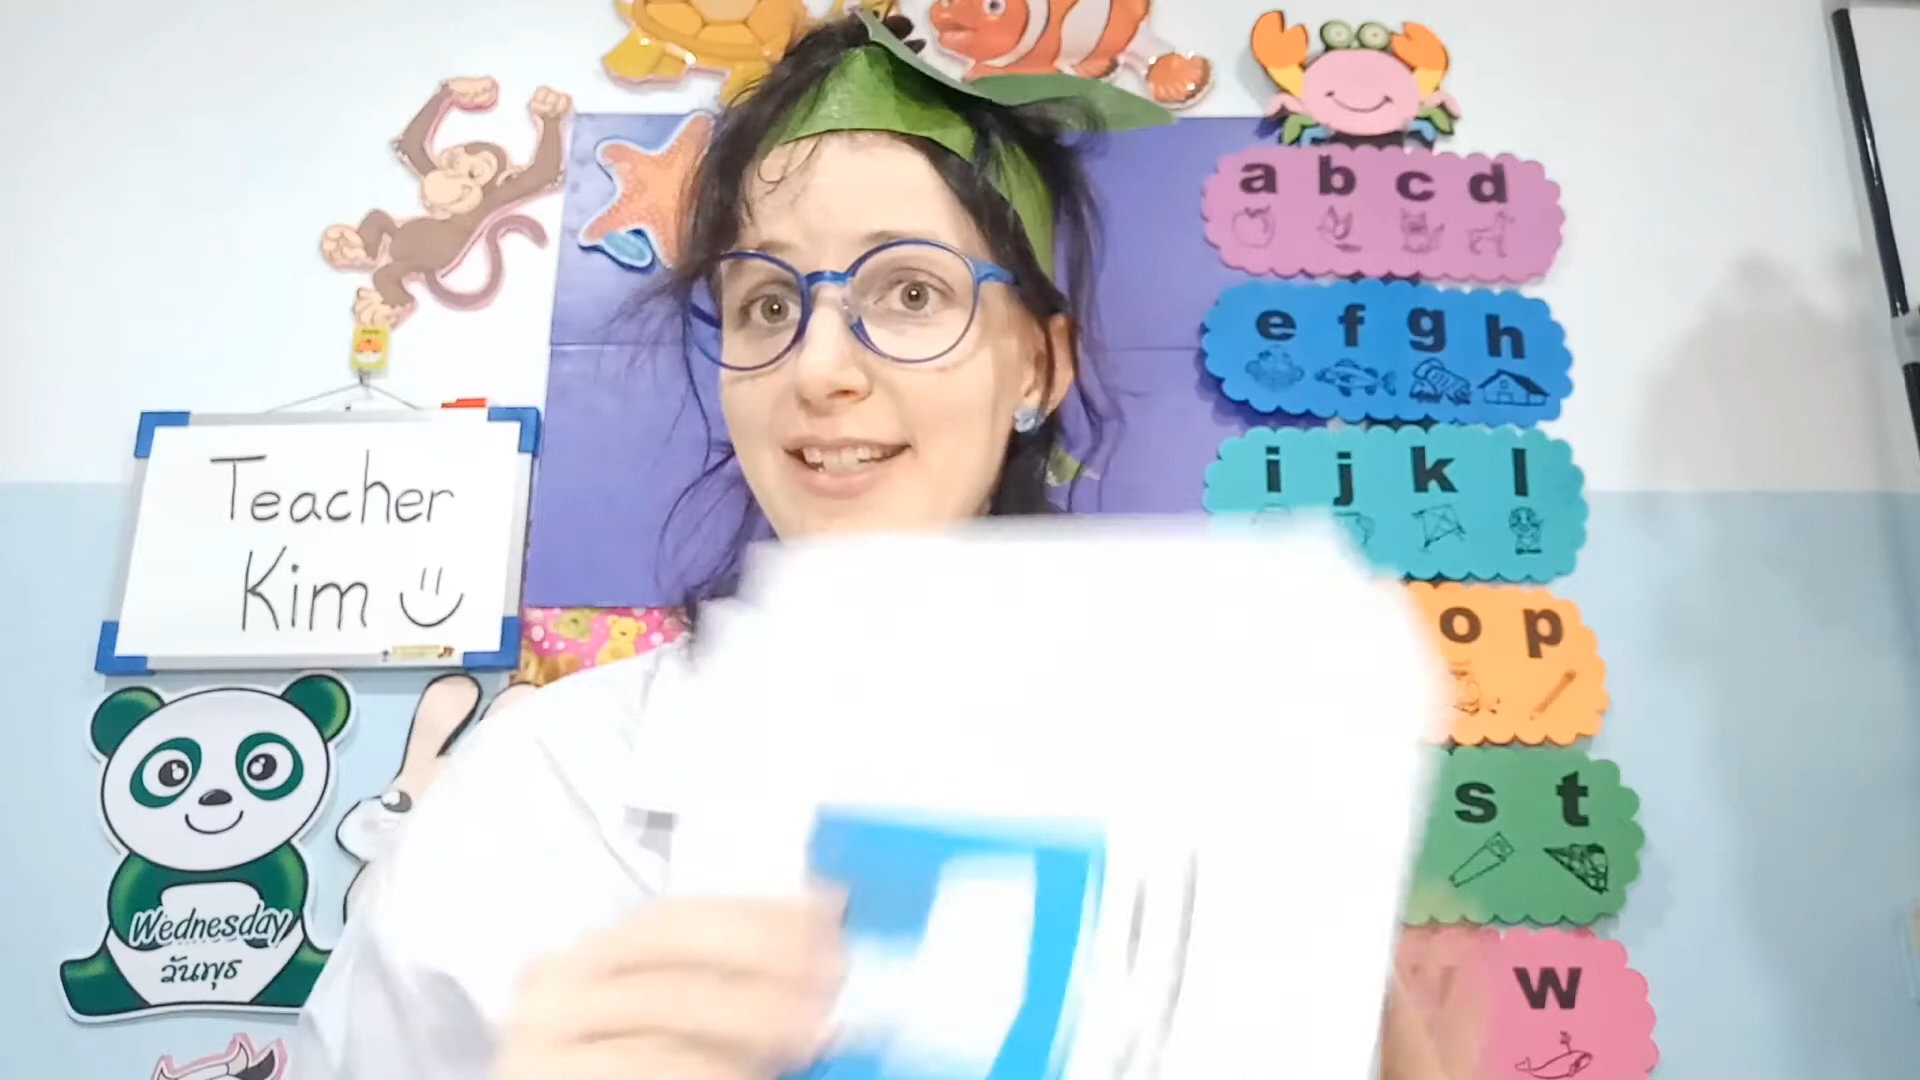 Teacher
Kim
Wednesday
วันพุธ
a b c d
e f g h
i j k l
o p
s t
w